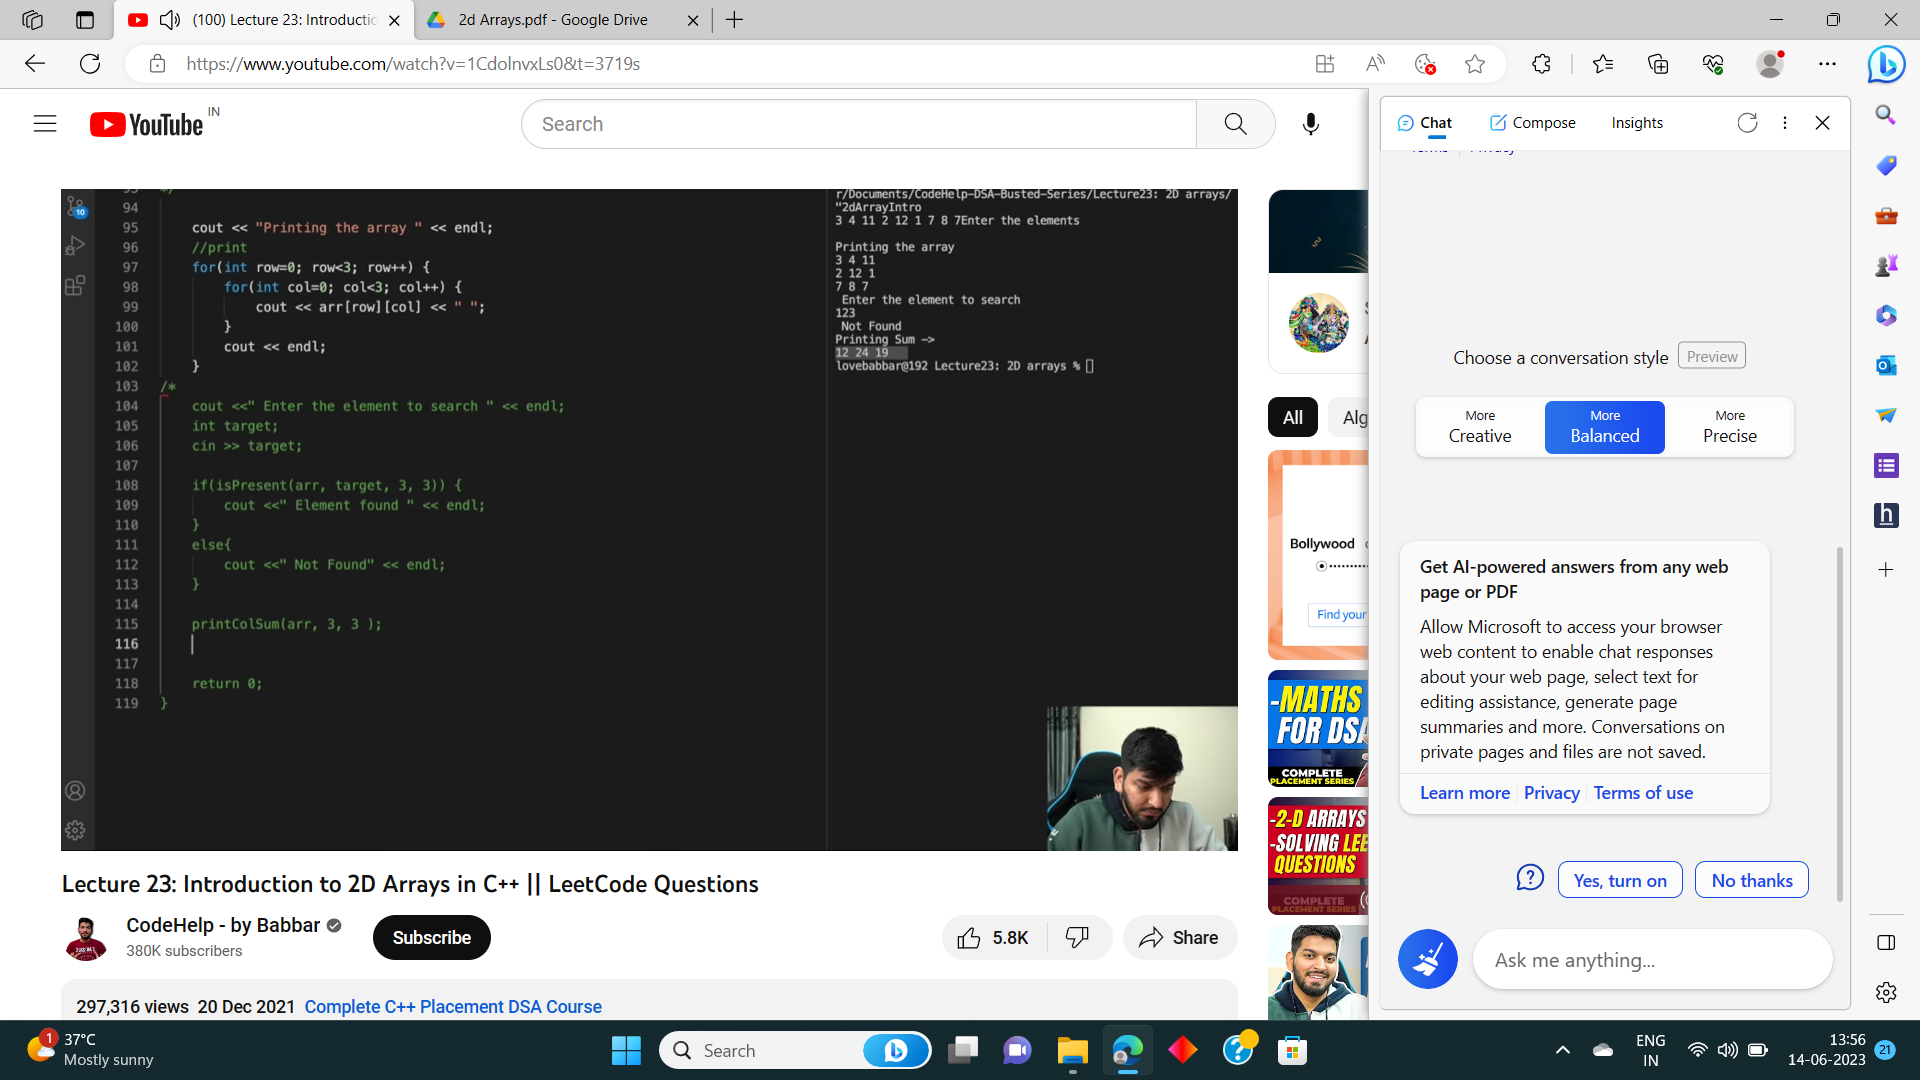 (100) Lecture 23: Introductic
2d Arrays.pdf - Google Drive
https://www.youtube.com/watch?v=1CdolnvxLs0&t=3719s
YouTube IN
Search
Chat
Compose
Insights
Choose a conversation style Preview
More Creative
More Balanced
More Precise
Get AI-powered answers from any web
page or PDF
Allow Microsoft to access your browser
web content to enable chat responses
about your web page, select text for
editing assistance, generate page
summaries and more. Conversations on
private pages and files are not saved.
Learn more Privacy Terms of use
Yes, turn on
No thanks
Ask me anything...
10
93 */
94
95 cout << "Printing the array " << endl;
96 //print
97 for(int row=0; row<3; row++) {
98 for(int col=0; col<3; col++) {
99 cout << arr[row][col] << " ";
100 }
101 cout << endl;
102 }
103 /*
104 cout <<" Enter the element to search " << endl;
105 int target;
106 cin >> target;
107
108 if(isPresent(arr, target, 3, 3)) {
109 cout <<" Element found " << endl;
110 }
111 else{
112 cout <<" Not Found" << endl;
113 }
114
115 printColSum(arr, 3, 3 );
116
117
118 return 0;
119 }
r/Documents/CodeHelp-DSA-Busted-Series/Lecture23: 2D arrays/
"2dArrayIntro
3 4 11 2 12 1 7 8 7Enter the elements
Printing the array
3 4 11
2 12 1
7 8 7
Enter the element to search
123
Not Found
Printing Sum ->
12 24 19
lovebabbar@192 Lecture23: 2D arrays %
All
Alg
Bollywood
Find your
-MATHS
FOR DSA
COMPLETE
PLACEMENT SERIES
-2-D ARRAYS
-SOLVING LEE
QUESTIONS
COMPLETE
PLACEMENT SERIES
Lecture 23: Introduction to 2D Arrays in C++ || LeetCode Questions
CodeHelp - by Babbar
380K subscribers
Subscribe
5.8K
Share
297,316 views 20 Dec 2021 Complete C++ Placement DSA Course
1
37°C
Mostly sunny
Search
ENG
IN
13:56
14-06-2023
21